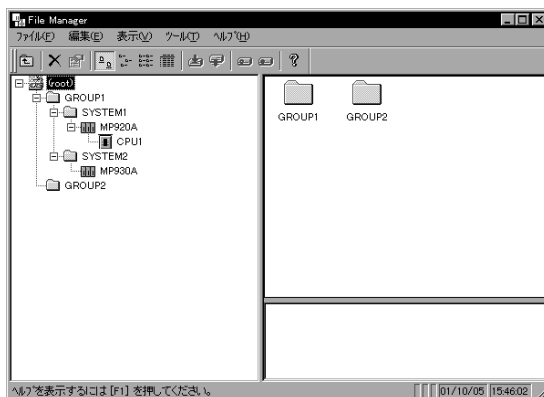 File Manager
ファイル(F) 編集(E) 表示(V) ツール(T) ヘルプ(H)
(root)
GROUP1
SYSTEM1
MP920A
CPU1
SYSTEM2
MP930A
GROUP2
GROUP1 GROUP2
ヘルプを表示するには [F1] を押してください。 01/10/05 15:46:02